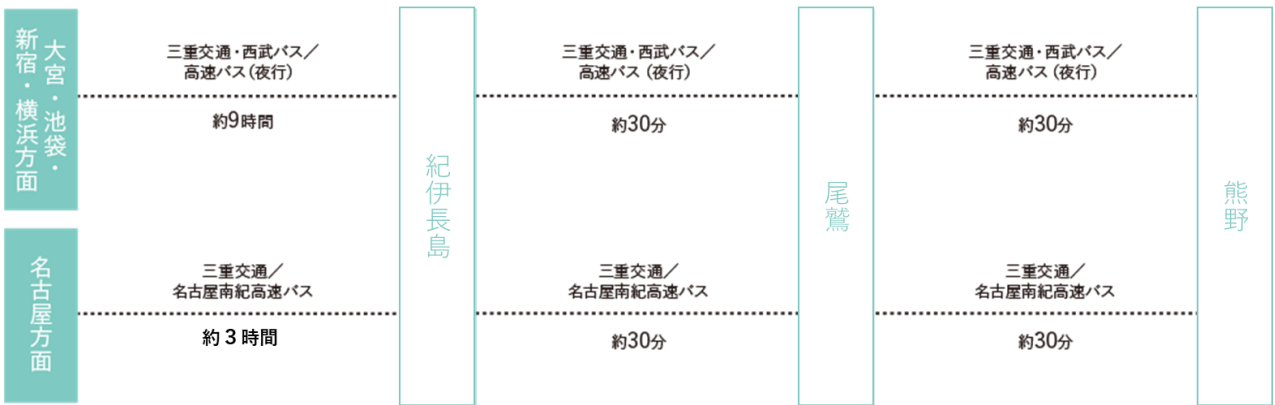 大宮・池袋・
新宿・横浜方面
三重交通・西武バス／
高速バス（夜行）
約9時間
紀伊長島
三重交通・西武バス／
高速バス（夜行）
約30分
尾鷲
三重交通・西武バス／
高速バス（夜行）
約30分
熊野
名古屋方面
三重交通／
名古屋南紀高速バス
約３時間
三重交通／
名古屋南紀高速バス
約30分
三重交通／
名古屋南紀高速バス
約30分